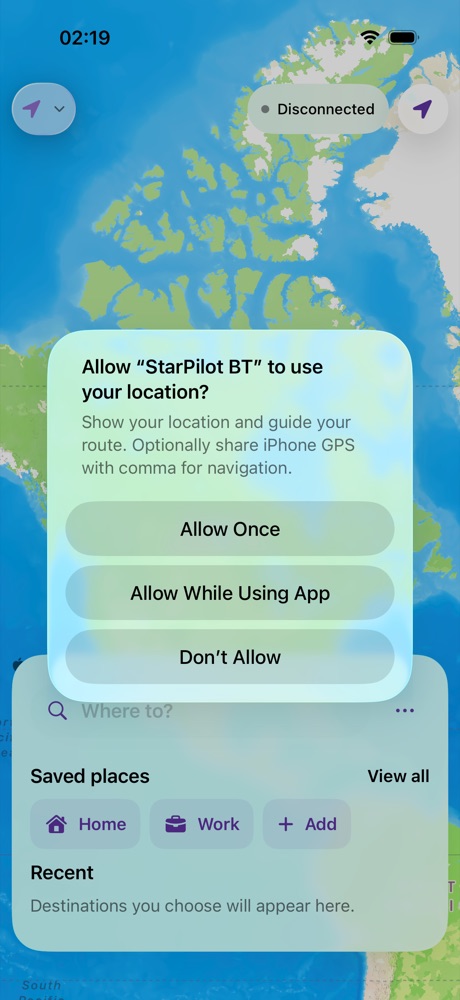 02:19
Disconnected
Allow “StarPilot BT” to use
your location?
Show your location and guide your
route. Optionally share iPhone GPS
with comma for navigation.
Allow Once
Allow While Using App
Don’t Allow
Where to?
Saved places
View all
Home
Work
Add
Recent
Destinations you choose will appear here.
South
Pacific